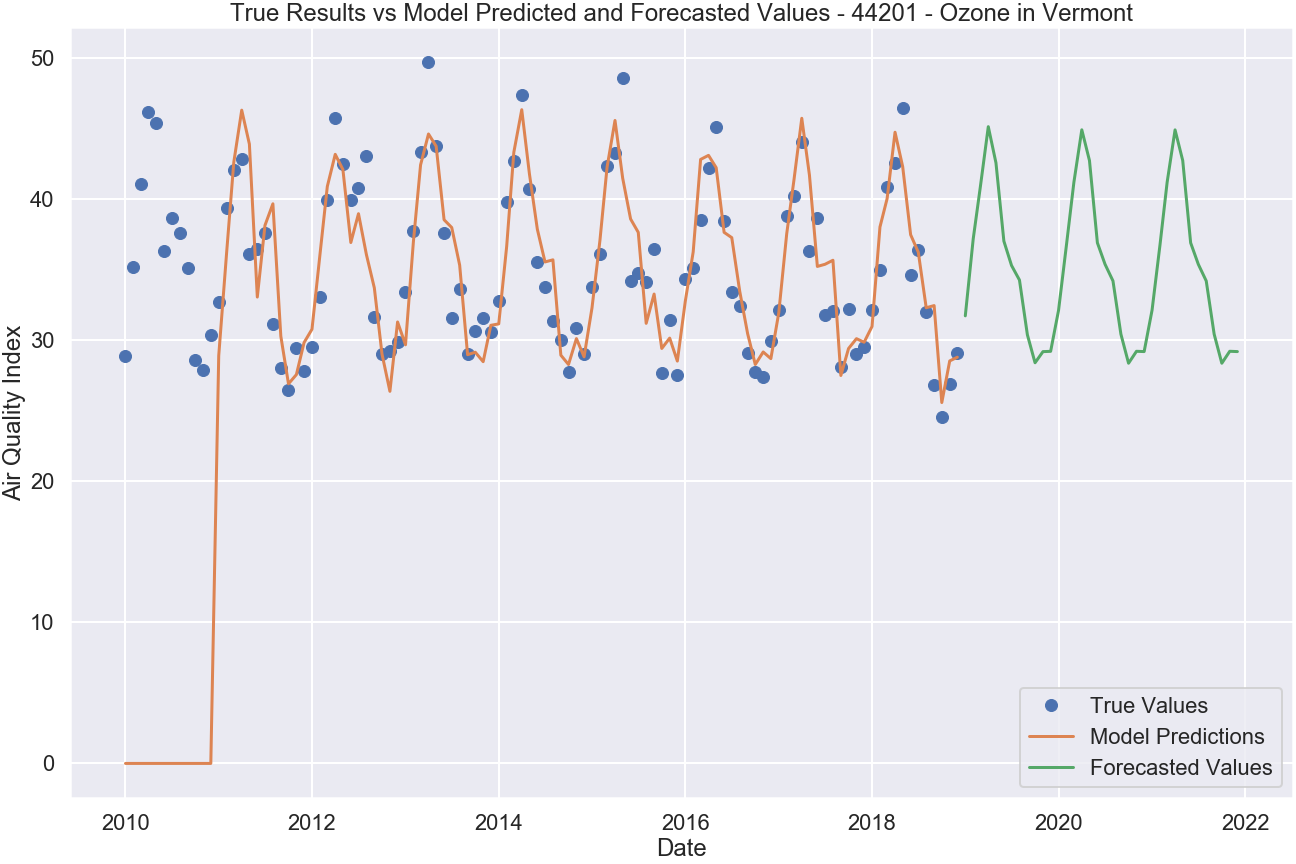 True Results vs Model Predicted and Forecasted Values - 44201 - Ozone in Vermont
50
40
30
20
10
0
Air Quality Index
2010
2012
2014
2016
2018
2020
2022
Date
True Values
Model Predictions
Forecasted Values